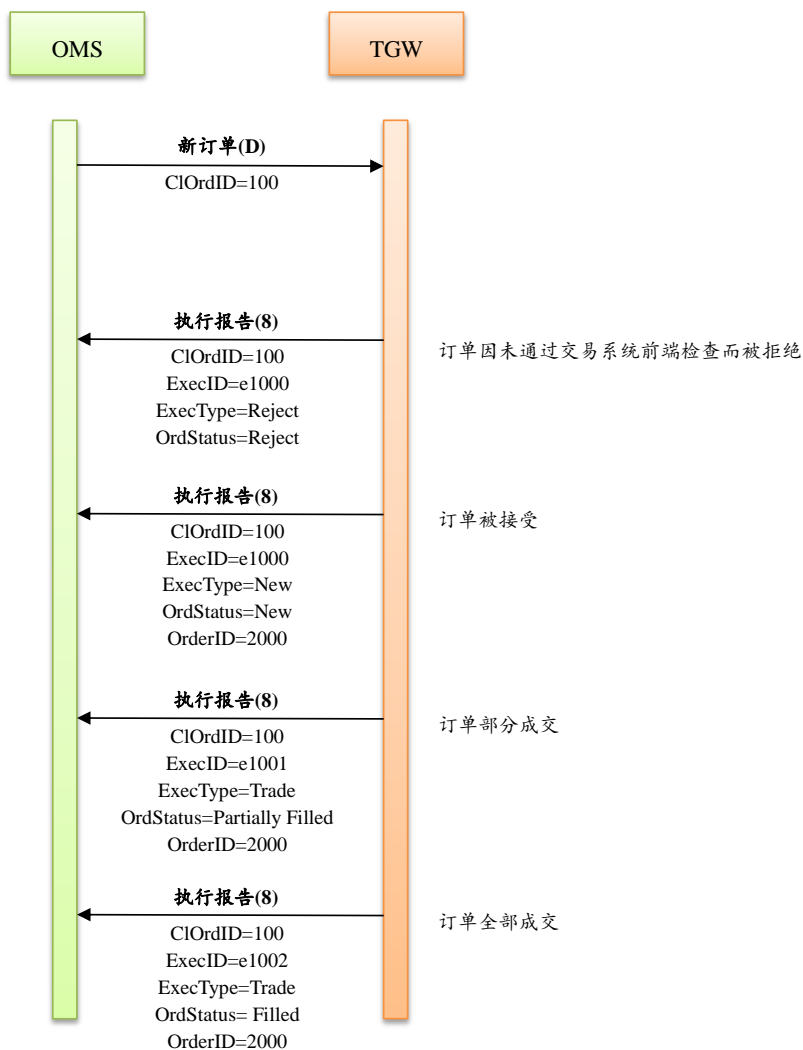 OMS
TGW
新订单(D)
ClOrdID=100
执行报告(8)
订单因未通过交易系统前端检查而被拒绝
ClOrdID=100
ExecID=e1000
ExecType=Reject
OrdStatus=Reject
执行报告(8)
订单被接受
ClOrdID=100
ExecID=e1000
ExecType=New
OrdStatus=New
OrderID=2000
执行报告(8)
订单部分成交
ClOrdID=100
ExecID=e1001
ExecType=Trade
OrdStatus=Partially Filled
OrderID=2000
执行报告(8)
订单全部成交
ClOrdID=100
ExecID=e1002
ExecType=Trade
OrdStatus= Filled
OrderID=2000